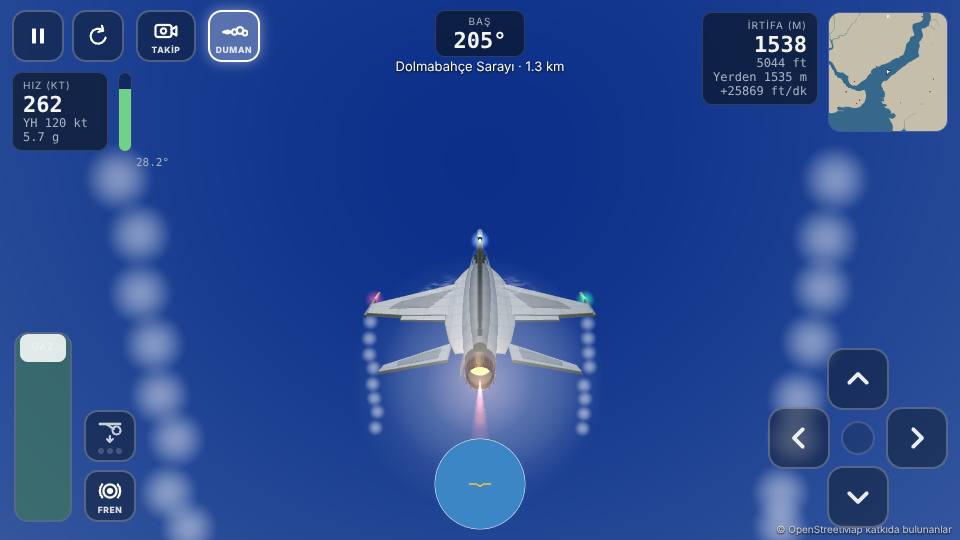 TAKİP
DUMAN
BAŞ
205°
Dolmabahçe Sarayı · 1.3 km
İRTİFA (M)
1538
5044 ft
Yerden 1535 m
+25869 ft/dk
HIZ (KT)
262
YH 120 kt
5.7 g
28.2°
GAZ
FREN
© OpenStreetMap katkıda bulunanlar